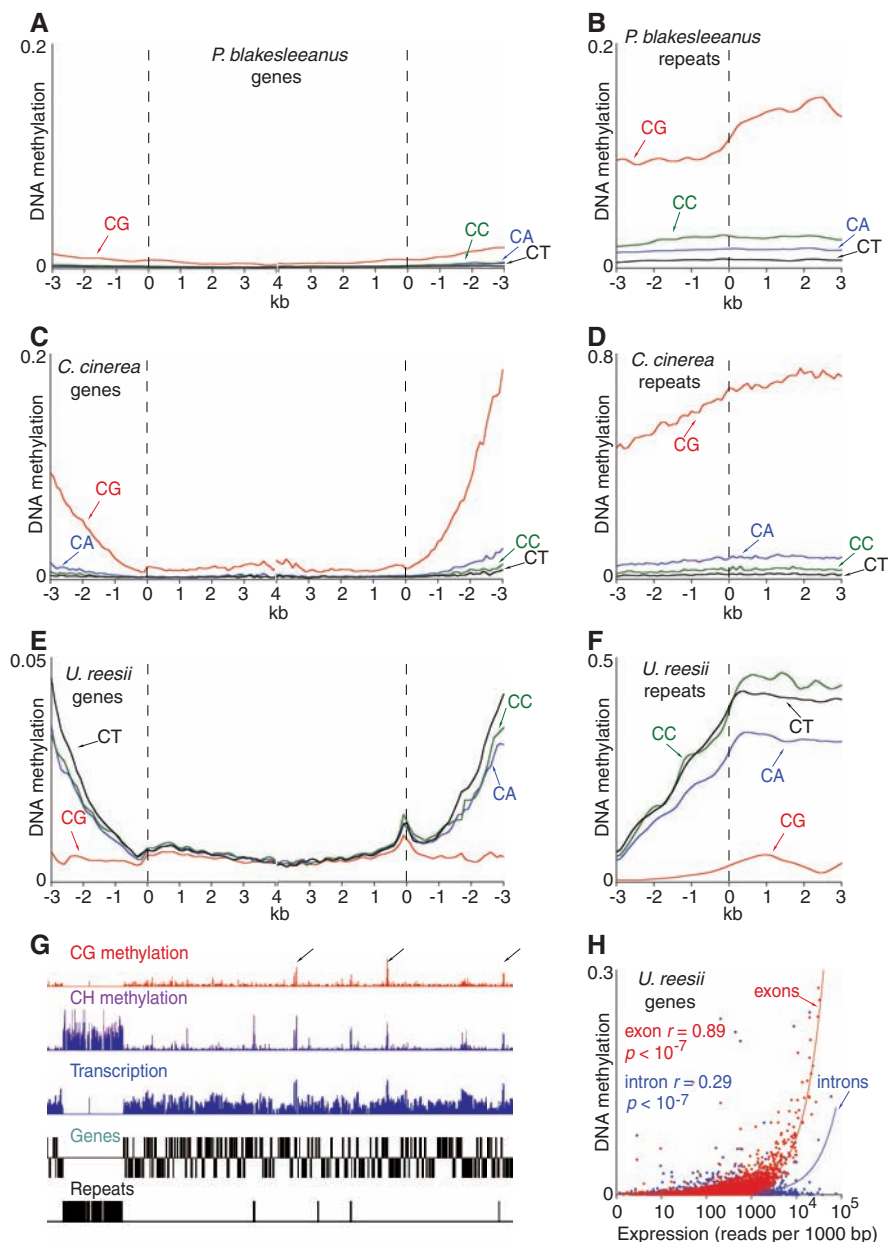 A
P. blakesleeanus
genes
0.2
DNA methylation
CG
CC
CA
CT
0
-3 -2 -1 0 1 2 3 4 3 2 1 0 -1 -2 -3
kb
B
P. blakesleeanus
repeats
0.2
DNA methylation
CG
CC
CA
CT
0
-3 -2 -1 0 1 2 3
kb
C
C. cinerea
genes
0.2
DNA methylation
CG
CA
CC
CT
0
-3 -2 -1 0 1 2 3 4 3 2 1 0 -1 -2 -3
kb
D
C. cinerea
repeats
0.8
DNA methylation
CG
CA
CC
CT
0
-3 -2 -1 0 1 2 3
kb
E
U. reesii
genes
0.05
DNA methylation
CT
CG
CC
CA
0
-3 -2 -1 0 1 2 3 4 3 2 1 0 -1 -2 -3
kb
F
U. reesii
repeats
0.5
DNA methylation
CC
CT
CA
CG
0
-3 -2 -1 0 1 2 3
kb
G
CG methylation
CH methylation
Transcription
Genes
Repeats
H
U. reesii
genes
0.3
DNA methylation
exons
exon r = 0.89
p < 10-7
intron r = 0.29
p < 10-7
introns
0
0 10 100 1000 10^4 10^5
Expression (reads per 1000 bp)